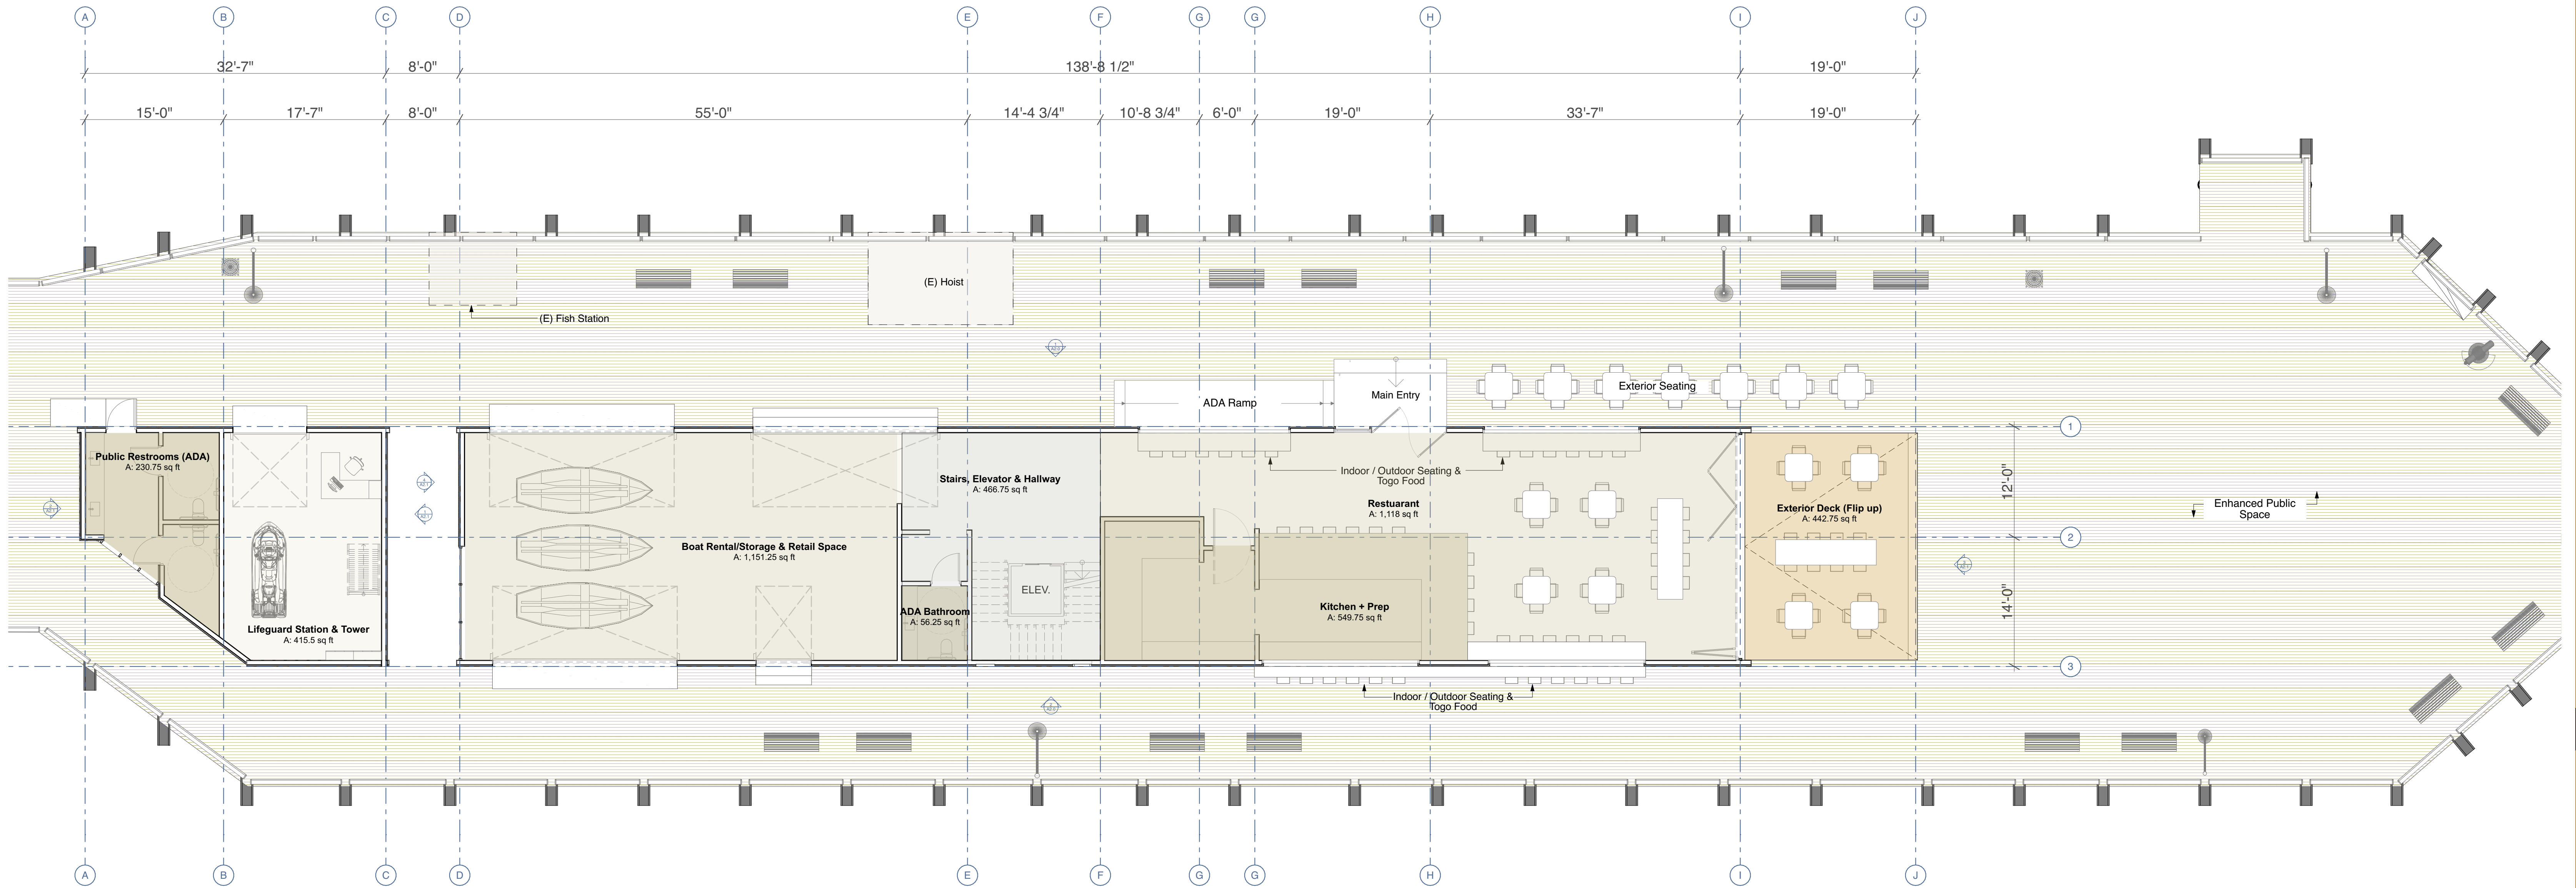 A B C D E F G G H I J
32'-7" 8'-0" 138'-8 1/2" 19'-0"
15'-0" 17'-7" 8'-0" 55'-0" 14'-4 3/4" 10'-8 3/4" 6'-0" 19'-0" 33'-7" 19'-0"
(E) Hoist
(E) Fish Station
Exterior Seating
Main Entry
ADA Ramp
1
Public Restrooms (ADA)
A: 230.75 sq ft
Indoor / Outdoor Seating &
Togo Food
Stairs, Elevator & Hallway
A: 466.75 sq ft
12'-0"
Restuarant
A: 1,118 sq ft
Exterior Deck (Flip up)
A: 442.75 sq ft
Enhanced Public
Space
2
Boat Rental/Storage & Retail Space
A: 1,151.25 sq ft
ELEV.
14'-0"
Kitchen + Prep
A: 549.75 sq ft
ADA Bathroom
A: 56.25 sq ft
Lifeguard Station & Tower
A: 415.5 sq ft
3
Indoor / Outdoor Seating &
Togo Food
A B C D E F G G H I J